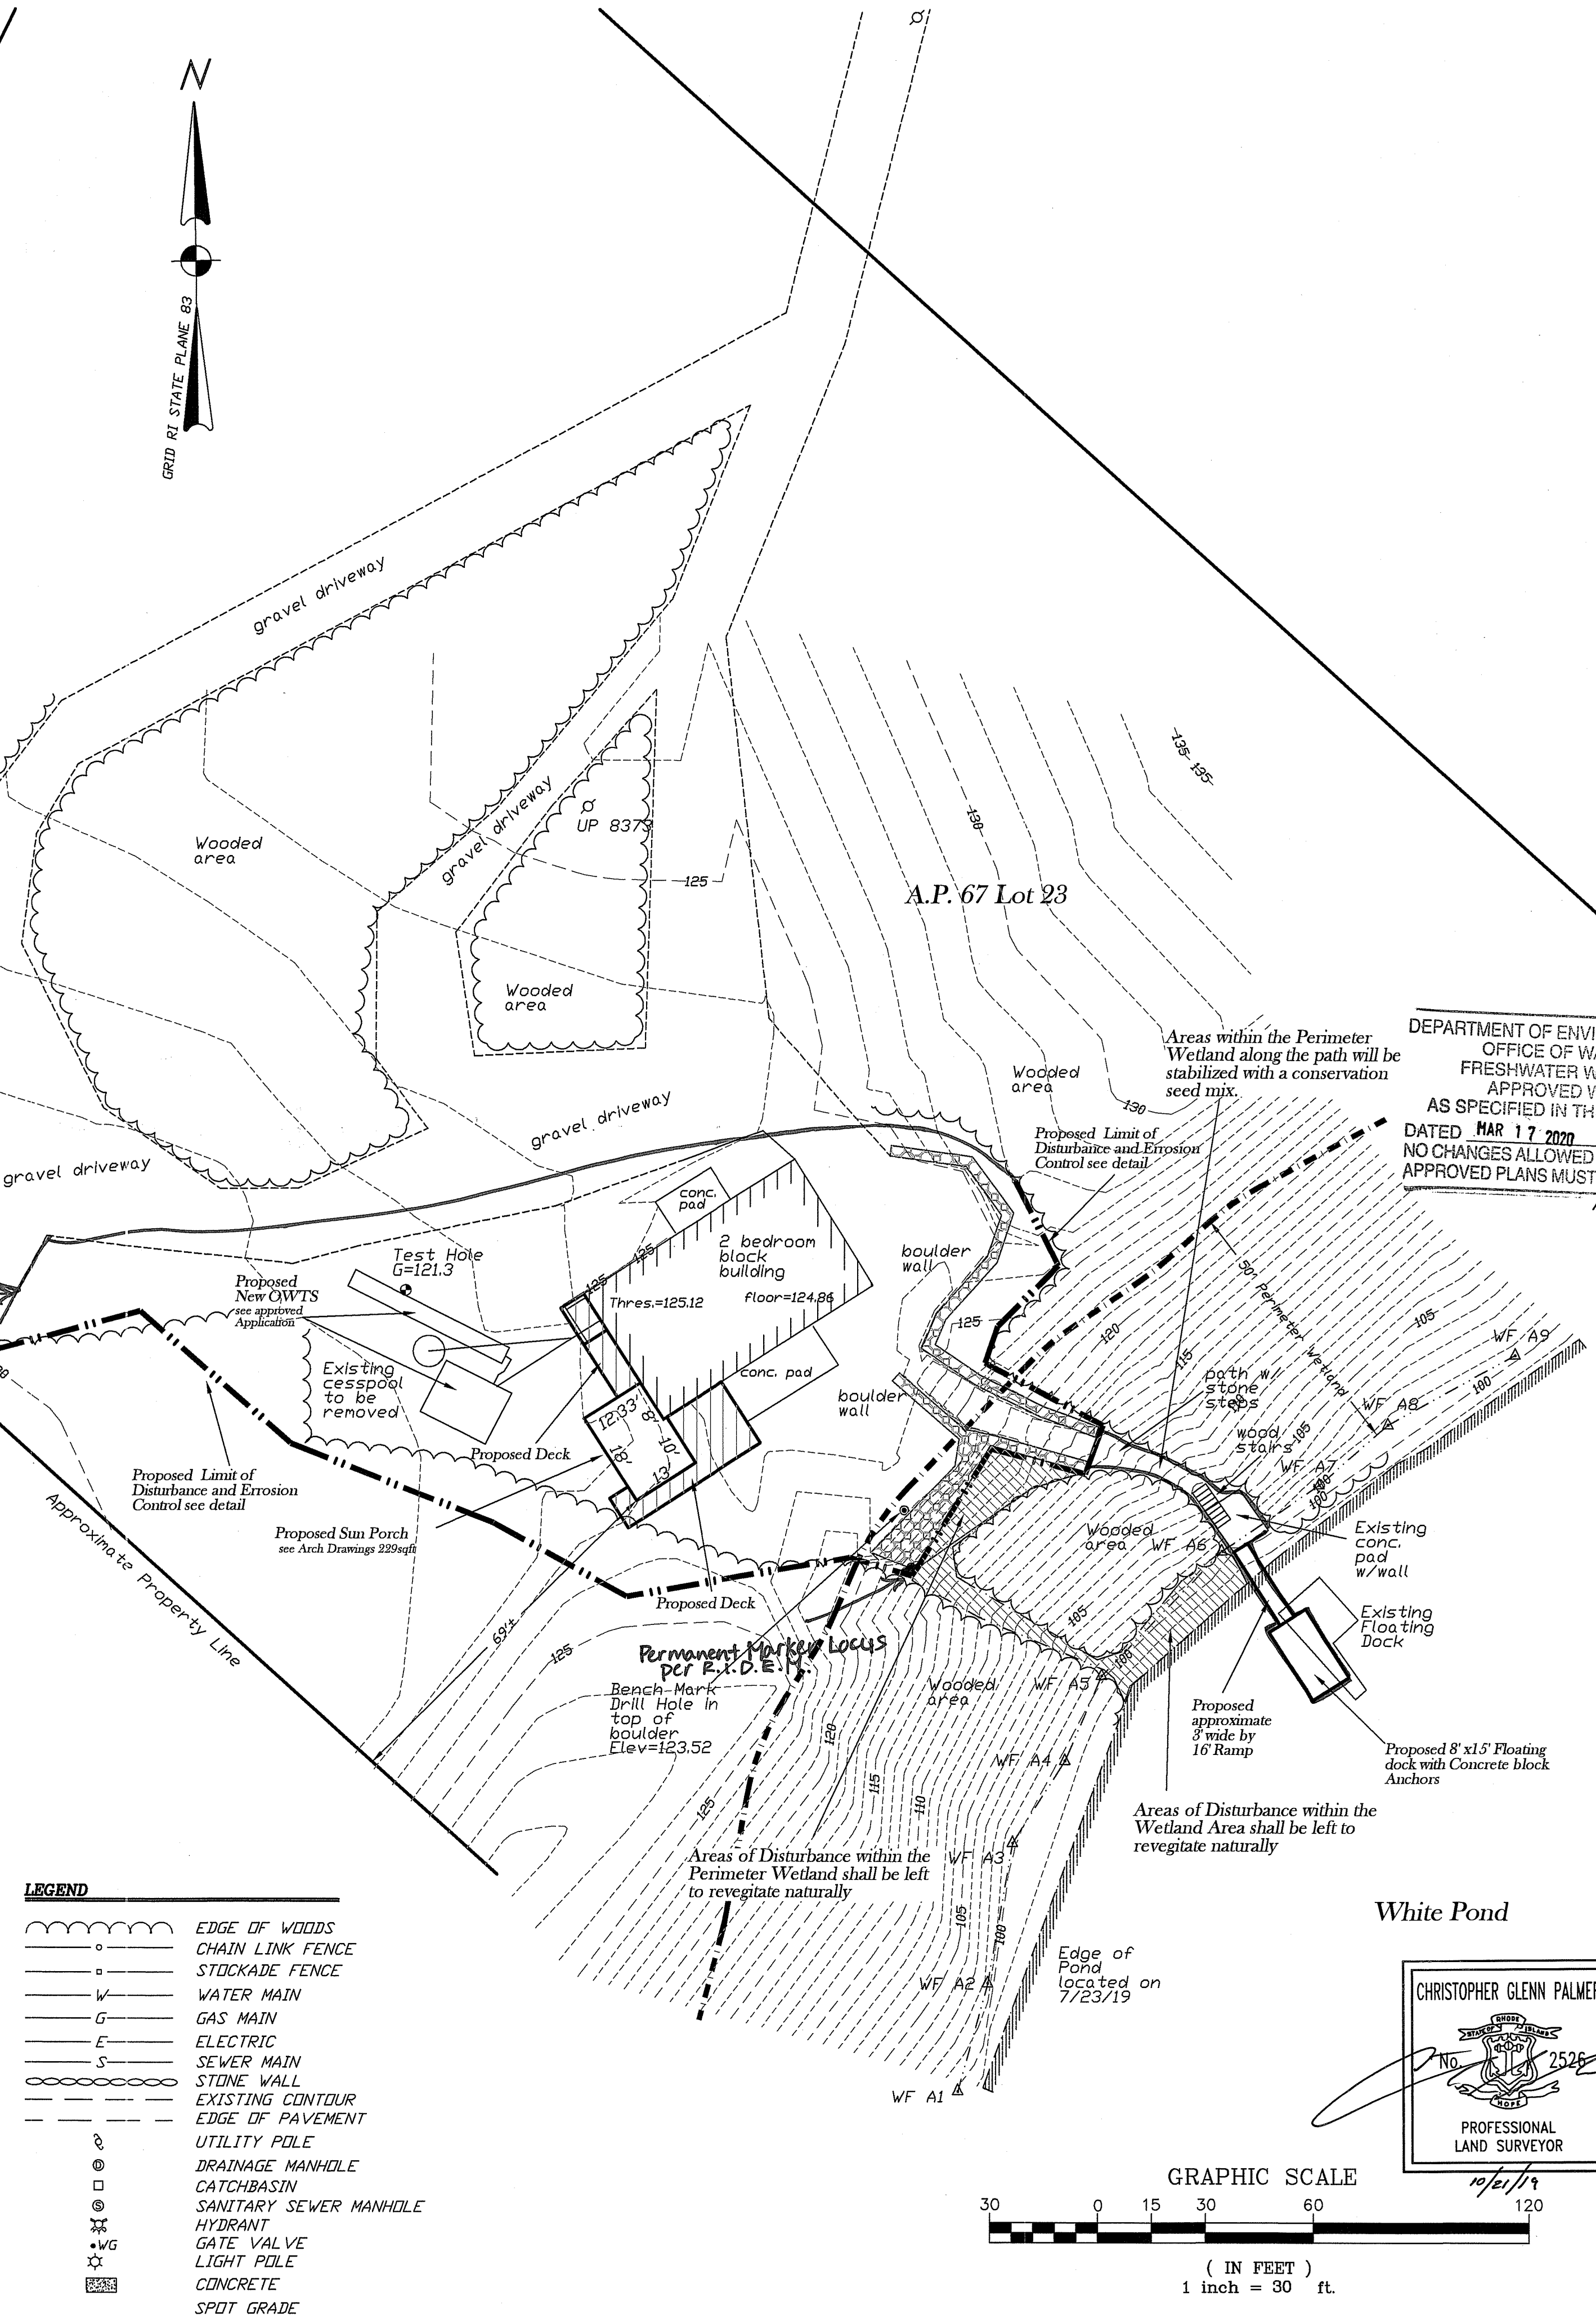 N
GRID RI STATE PLANE 83
gravel driveway
Wooded
area
gravel driveway
UP 8373
125
Wooded
area
130
135
135
A.P. 67 Lot 23
Wooded
area
130
Areas within the Perimeter
Wetland along the path will be
stabilized with a conservation
seed mix.
DEPARTMENT OF ENVI
OFFICE OF WA
FRESHWATER W
APPROVED W
AS SPECIFIED IN TH
DATED MAR 17 2020
NO CHANGES ALLOWED
APPROVED PLANS MUST
Proposed Limit of
Disturbance and Errosion
Control see detail
gravel driveway
gravel driveway
conc.
pad
2 bedroom
block
building
125
125
Thres.=125.12
floor=124.86
Test Hole
G=121.3
Proposed
New OWTS
see approved
Application
Existing
cesspool
to be
removed
boulder
wall
125
conc. pad
boulder
wall
12.33'
8'
10'
18'
13'
Proposed Deck
50' Perimeter Wetland
120
115
110
105
105
WF A9
100
WF A8
path w/
stone
steps
wood
stairs
WF A7
100
100
Proposed Limit of
Disturbance and Errosion
Control see detail
Approximate Property Line
Proposed Sun Porch
see Arch Drawings 229sqft
Proposed Deck
69'±
Wooded
area
WF A6
Existing
conc.
pad
w/wall
Existing
Floating
Dock
105
100
Permanent Marker Locus
per R.I.D.E.M.
Bench-Mark
Drill Hole in
top of
boulder
Elev=123.52
125
125
120
115
110
Wooded
area
WF A5
WF A4
Proposed
approximate
3' wide by
16' Ramp
Proposed 8' x15' Floating
dock with Concrete block
Anchors
Areas of Disturbance within the
Wetland Area shall be left to
revegitate naturally
Areas of Disturbance within the
Perimeter Wetland shall be left
to revegitate naturally
WF A3
105
100
WF A2
WF A1
Edge of
Pond
located on
7/23/19
White Pond
LEGEND
EDGE OF WOODS
CHAIN LINK FENCE
STOCKADE FENCE
W WATER MAIN
G GAS MAIN
E ELECTRIC
S SEWER MAIN
STONE WALL
EXISTING CONTOUR
EDGE OF PAVEMENT
UTILITY POLE
D DRAINAGE MANHOLE
CATCHBASIN
S SANITARY SEWER MANHOLE
HYDRANT
WG GATE VALVE
LIGHT POLE
CONCRETE
SPOT GRADE
CHRISTOPHER GLENN PALMER
RHODE
STATE OF ISLAND
No. 2526
HOPE
PROFESSIONAL
LAND SURVEYOR
10/21/19
GRAPHIC SCALE
30 0 15 30 60 120
( IN FEET )
1 inch = 30 ft.